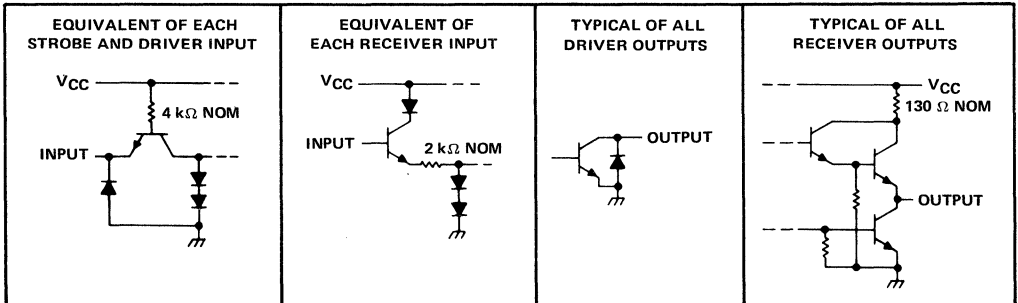 EQUIVALENT OF EACH
STROBE AND DRIVER INPUT
VCC
4 kΩ NOM
INPUT
EQUIVALENT OF
EACH RECEIVER INPUT
VCC
INPUT
2 kΩ NOM
TYPICAL OF ALL
DRIVER OUTPUTS
OUTPUT
TYPICAL OF ALL
RECEIVER OUTPUTS
VCC
130 Ω NOM
OUTPUT